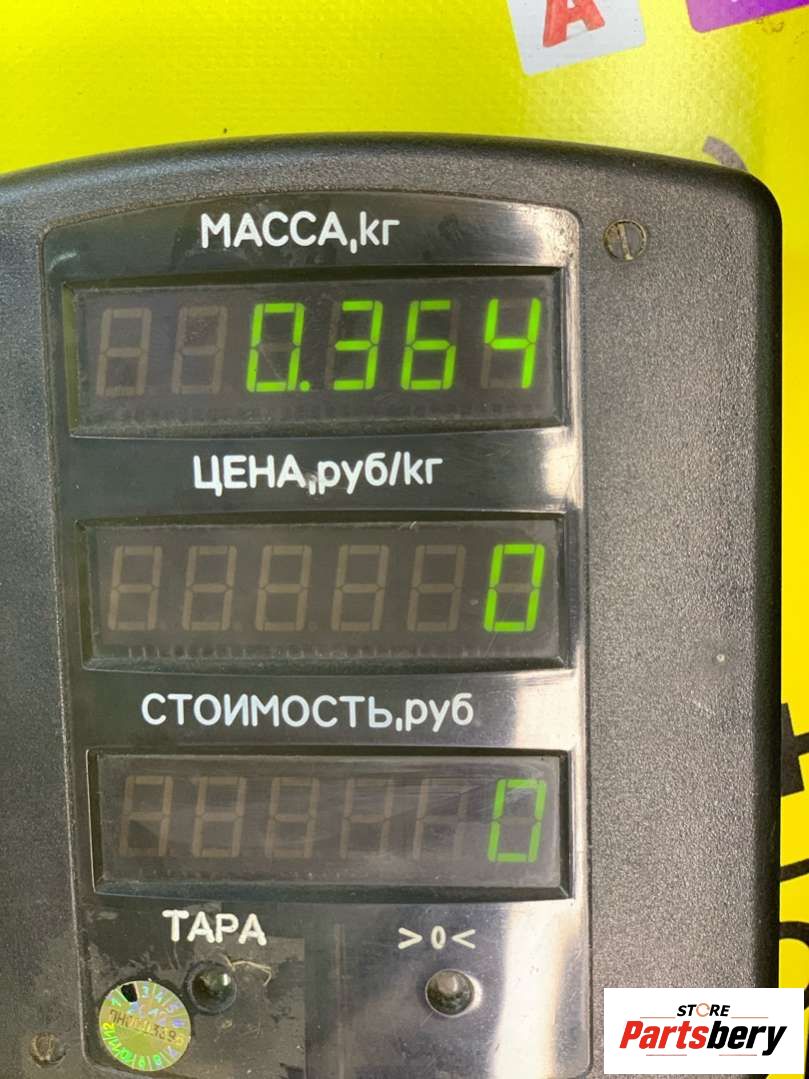 А
МАССА,кг
0.364
ЦЕНА,руб/кг
0
СТОИМОСТЬ,руб
0
ТАРА >0<
STORE
Partsbery